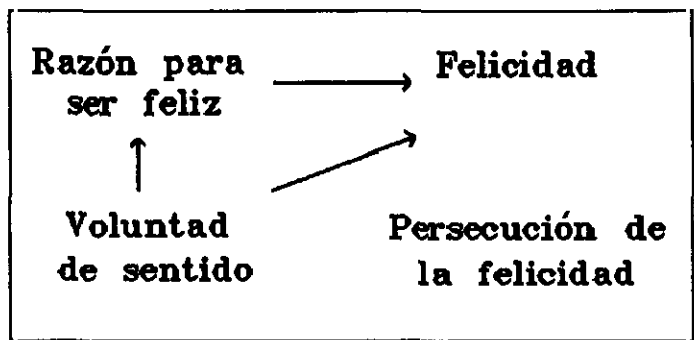 Razón para
ser feliz
Felicidad
Voluntad
de sentido
Persecución de
la felicidad